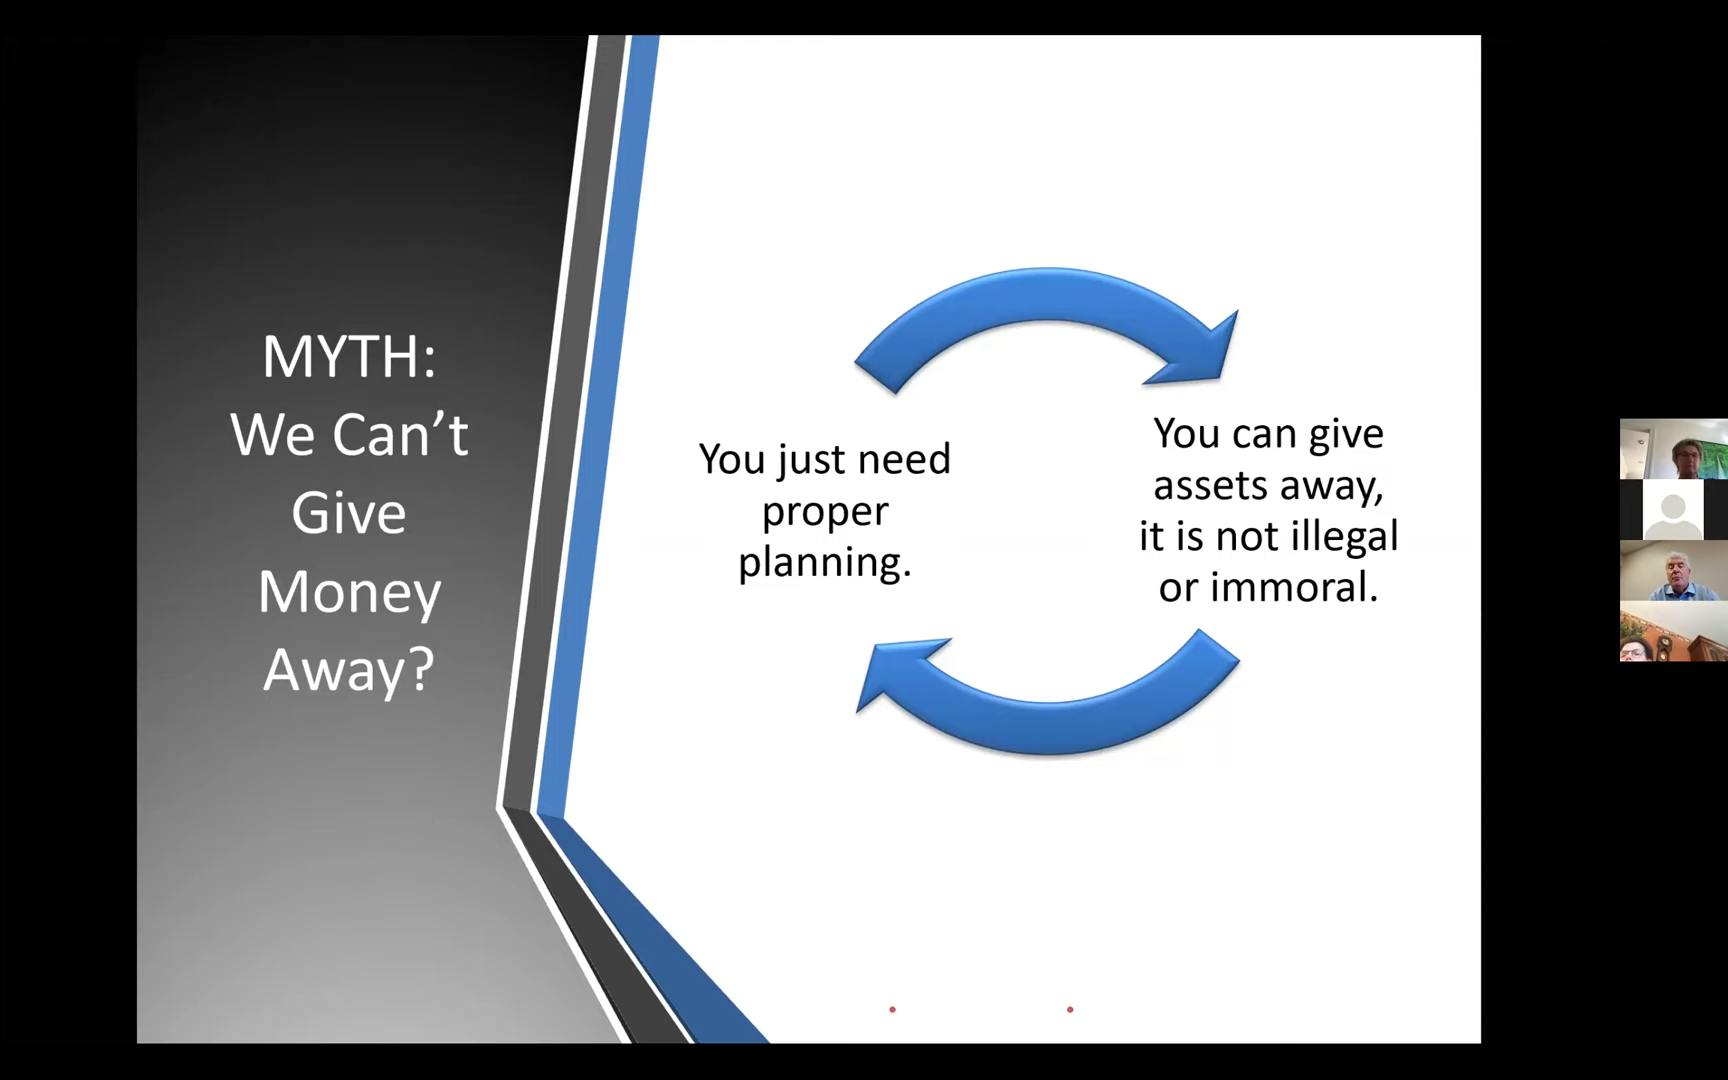 MYTH:
We Can’t
Give
Money
Away?
You just need
proper
planning.
You can give
assets away,
it is not illegal
or immoral.